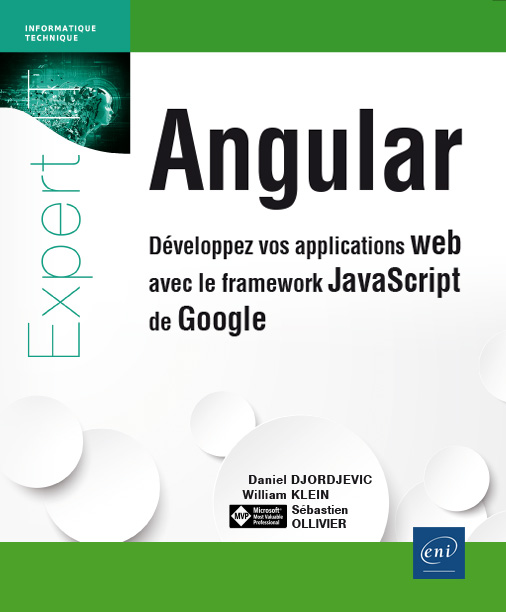 INFORMATIQUE
TECHNIQUE
Expert IT
Angular
Développez vos applications web
avec le framework JavaScript
de Google
Daniel DJORDJEVIC
William KLEIN
MVP
Microsoft®
Most Valuable
Professional
Sébastien
OLLIVIER
eni